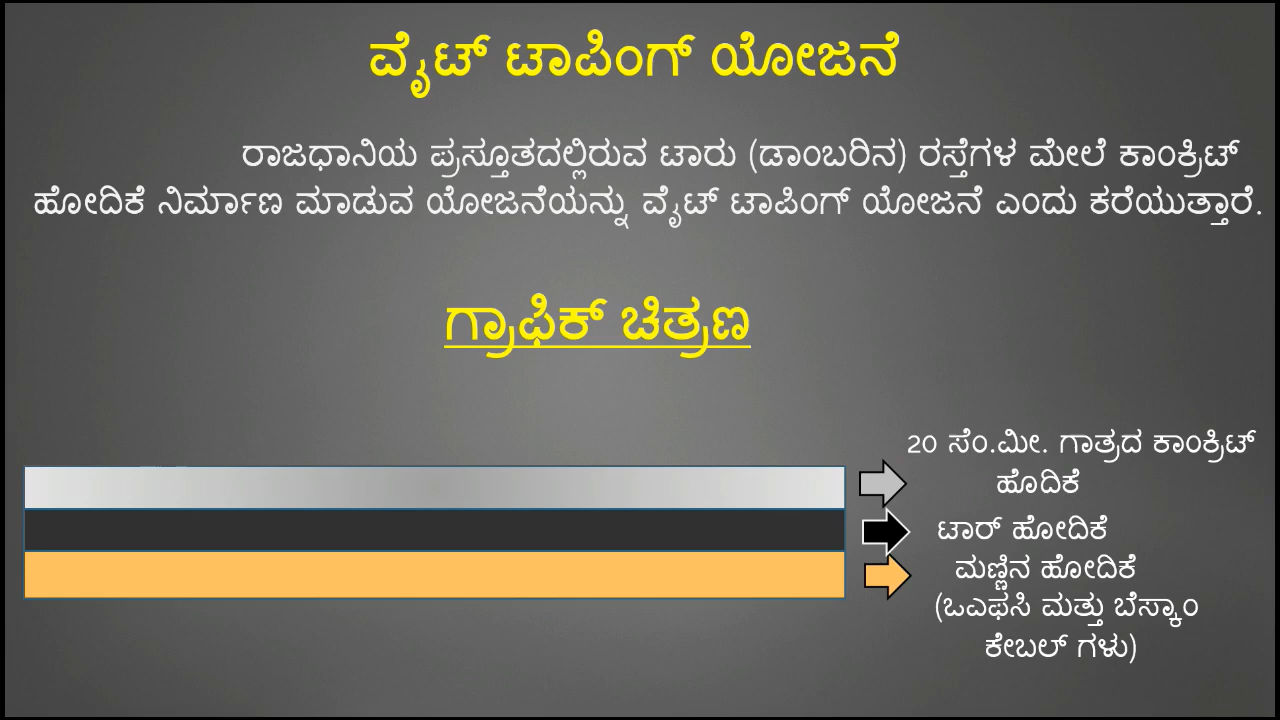 ವೈಟ್ ಟಾಪಿಂಗ್ ಯೋಜನೆ
ರಾಜಧಾನಿಯ ಪ್ರಸ್ತೂತದಲ್ಲಿರುವ ಟಾರು (ಡಾಂಬರಿನ) ರಸ್ತೆಗಳ ಮೇಲೆ ಕಾಂಕ್ರಿಟ್
ಹೋದಿಕೆ ನಿರ್ಮಾಣ ಮಾಡುವ ಯೋಜನೆಯನ್ನು ವೈಟ್ ಟಾಪಿಂಗ್ ಯೋಜನೆ ಎಂದು ಕರೆಯುತ್ತಾರೆ.
ಗ್ರಾಫಿಕ್ ಚಿತ್ರಣ
20 ಸೆಂ.ಮೀ. ಗಾತ್ರದ ಕಾಂಕ್ರಿಟ್
ಹೊದಿಕೆ
ಟಾರ್ ಹೋದಿಕೆ
ಮಣ್ಣಿನ ಹೋದಿಕೆ
(ಒಎಫಸಿ ಮತ್ತು ಬೆಸ್ಕಾಂ
ಕೇಬಲ್ ಗಳು)